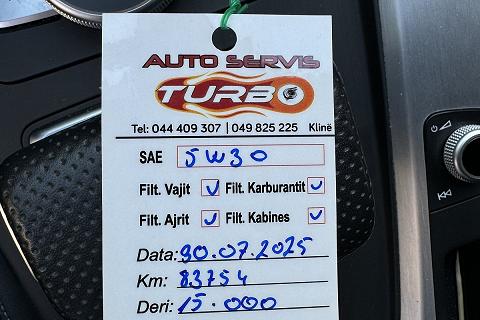 AUTO SERVIS
TURBO
Tel: 044 409 307 | 049 825 225 Klinë
SAE 5W30
Filt. Vajit Filt. Karburantit
Filt. Ajrit Filt. Kabines
Data: 30.07.2025
Km: 83754
Deri: 15.000